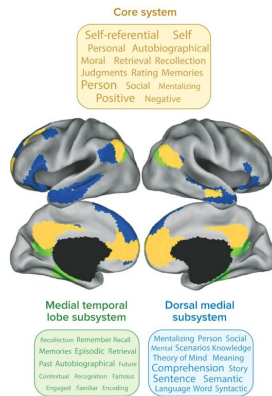 Core system
Self-referential Self
Personal Autobiographical
Moral Retrieval Recollection
Judgments Rating Memories
Person Social Mentalizing
Positive Negative
Medial temporal
lobe subsystem
Recollection Remember Recall
Memories Episodic Retrieval
Past Autobiographical Future
Contextual Recognition Famous
Engaged Familiar Encoding
Dorsal medial
subsystem
Mentalizing Person Social
Mental Scenarios Knowledge
Theory of Mind Meaning
Comprehension Story
Sentence Semantic
Language Word Syntactic